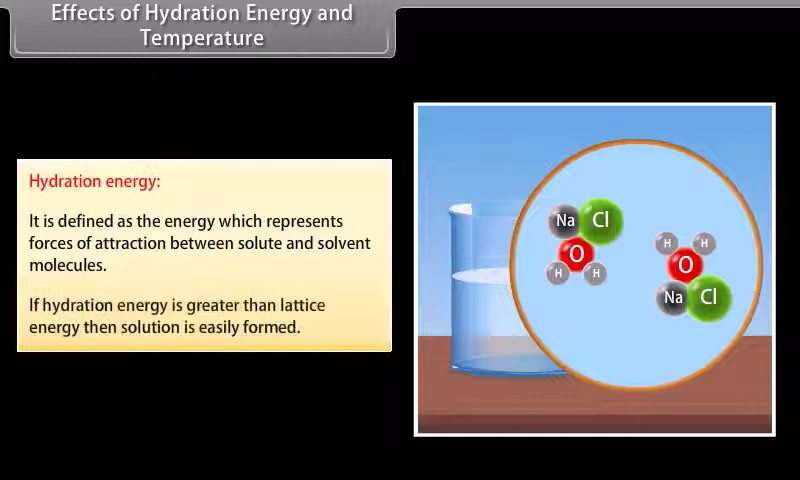 Effects of Hydration Energy and
Temperature
Hydration energy:
It is defined as the energy which represents
forces of attraction between solute and solvent
molecules.
If hydration energy is greater than lattice
energy then solution is easily formed.
Na Cl
O
H H
H H
O
Na Cl